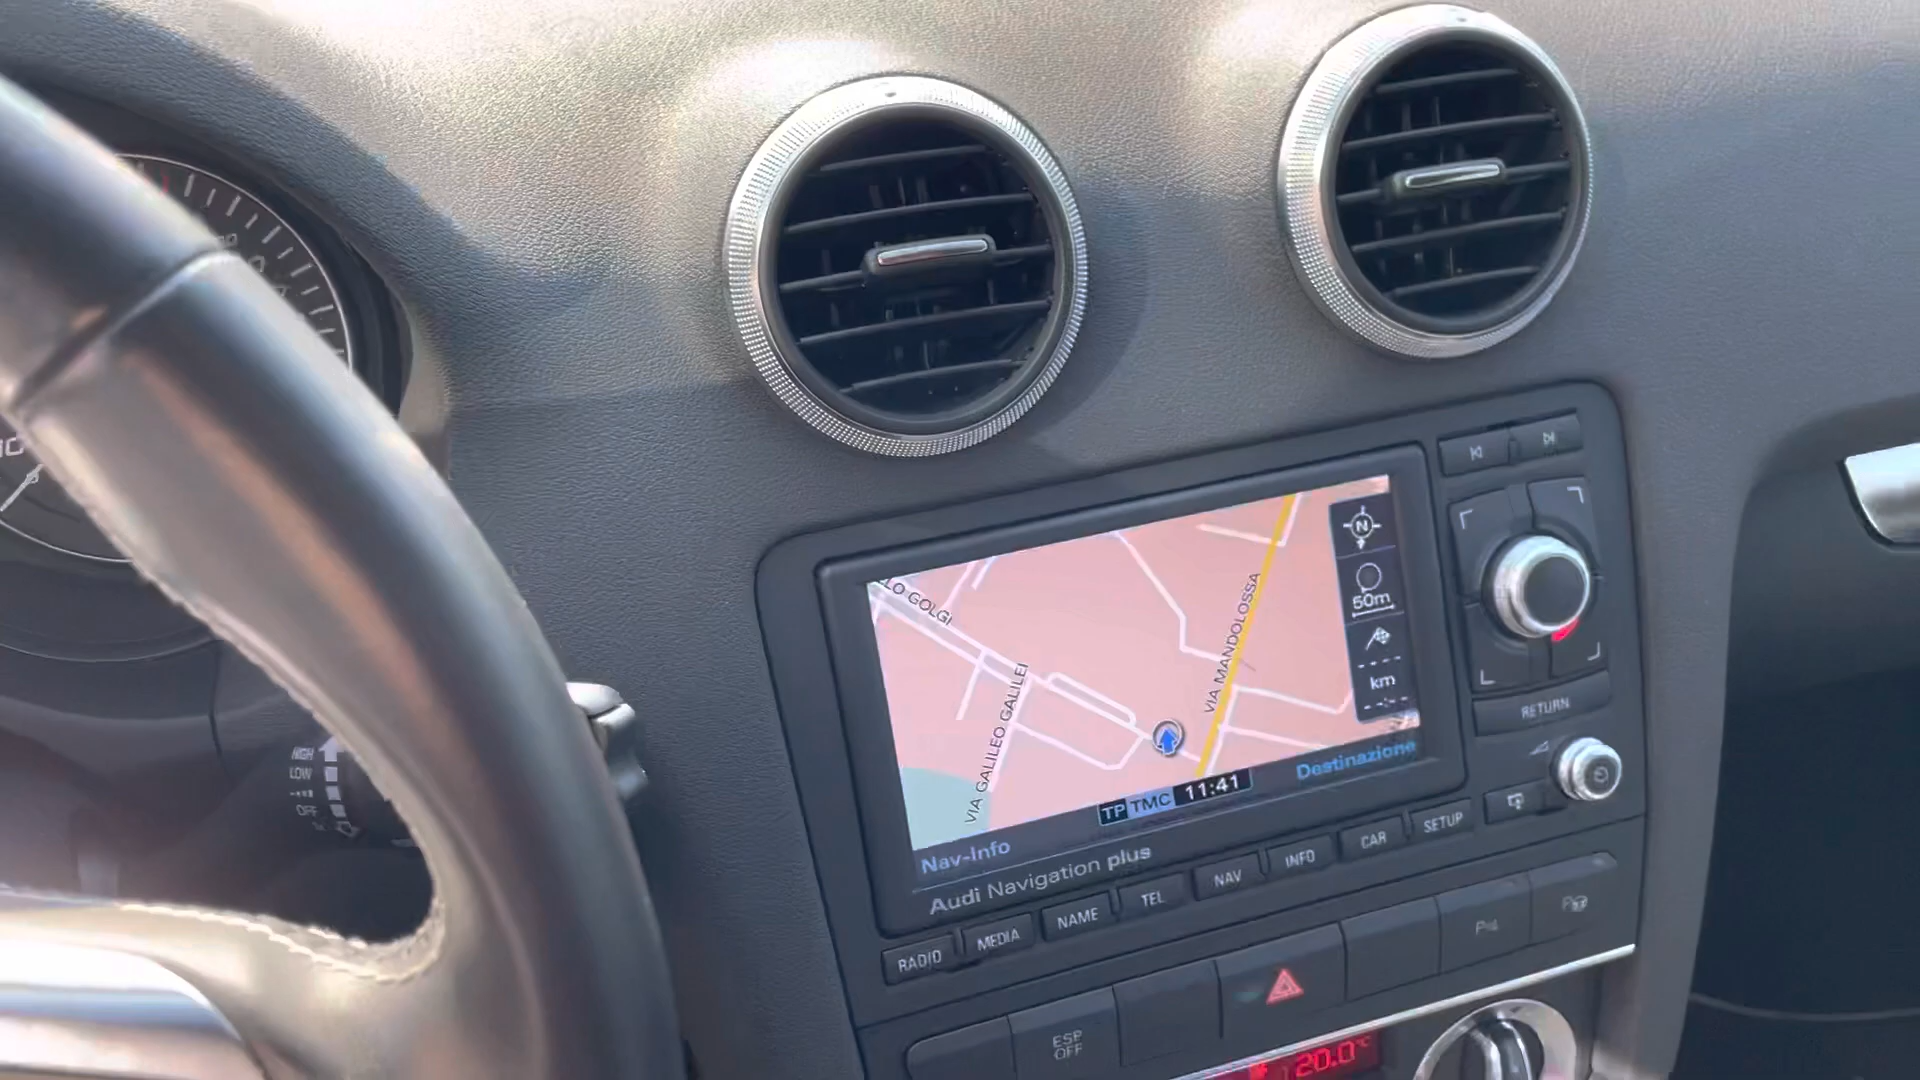 HIGH
LOW
OFF
1x
LO GOLGI
VIA GALILEO GALILEI
VIA MANDOLOSSA
N
50m
km
TP TMC 11:41
Nav-Info
Destinazione
Audi Navigation plus
RETURN
RADIO MEDIA NAME TEL NAV INFO CAR SETUP
ESP
OFF
20.0°C